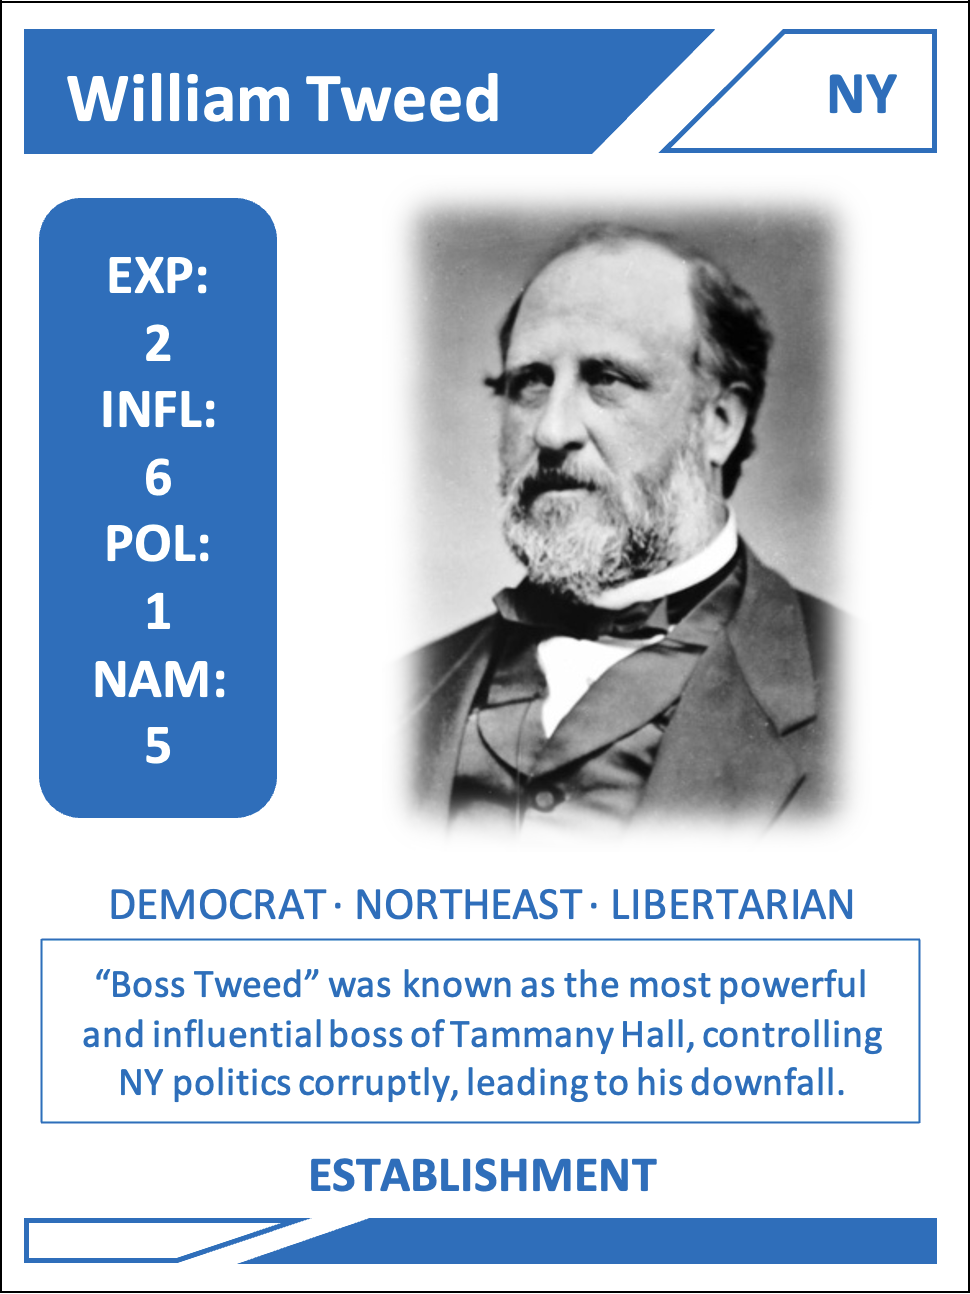 William Tweed
NY
EXP:
2
INFL:
6
POL:
1
NAM:
5
DEMOCRAT · NORTHEAST · LIBERTARIAN
“Boss Tweed” was known as the most powerful
and influential boss of Tammany Hall, controlling
NY politics corruptly, leading to his downfall.
ESTABLISHMENT